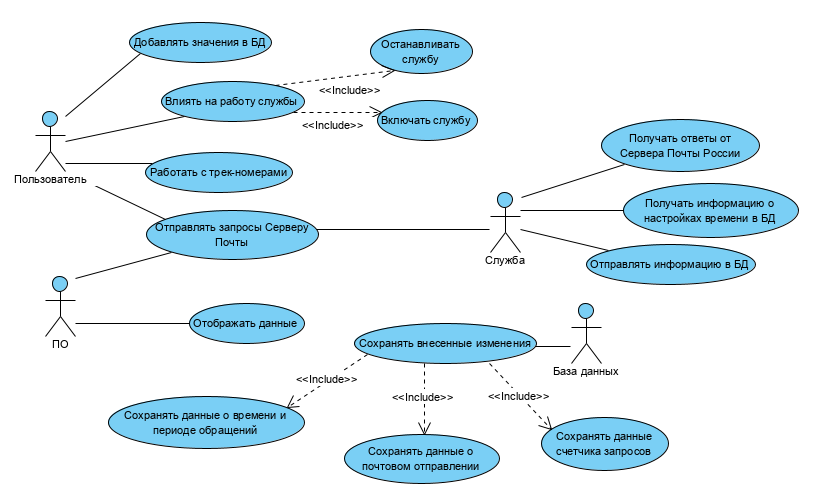 Добавлять значения в БД
Останавливать
службу
<<Include>>
Влиять на работу службы
<<Include>>
Включать службу
Получать ответы от
Сервера Почты России
Пользователь
Работать с трек-номерами
Получать информацию о
настройках времени в БД
Отправлять запросы Серверу
Почты
Служба
Отправлять информацию в БД
ПО
Отображать данные
Сохранять внесенные изменения
База данных
<<Include>>
<<Include>>
<<Include>>
Сохранять данные о времени и
периоде обращений
Сохранять данные о
почтовом отправлении
Сохранять данные
счетчика запросов